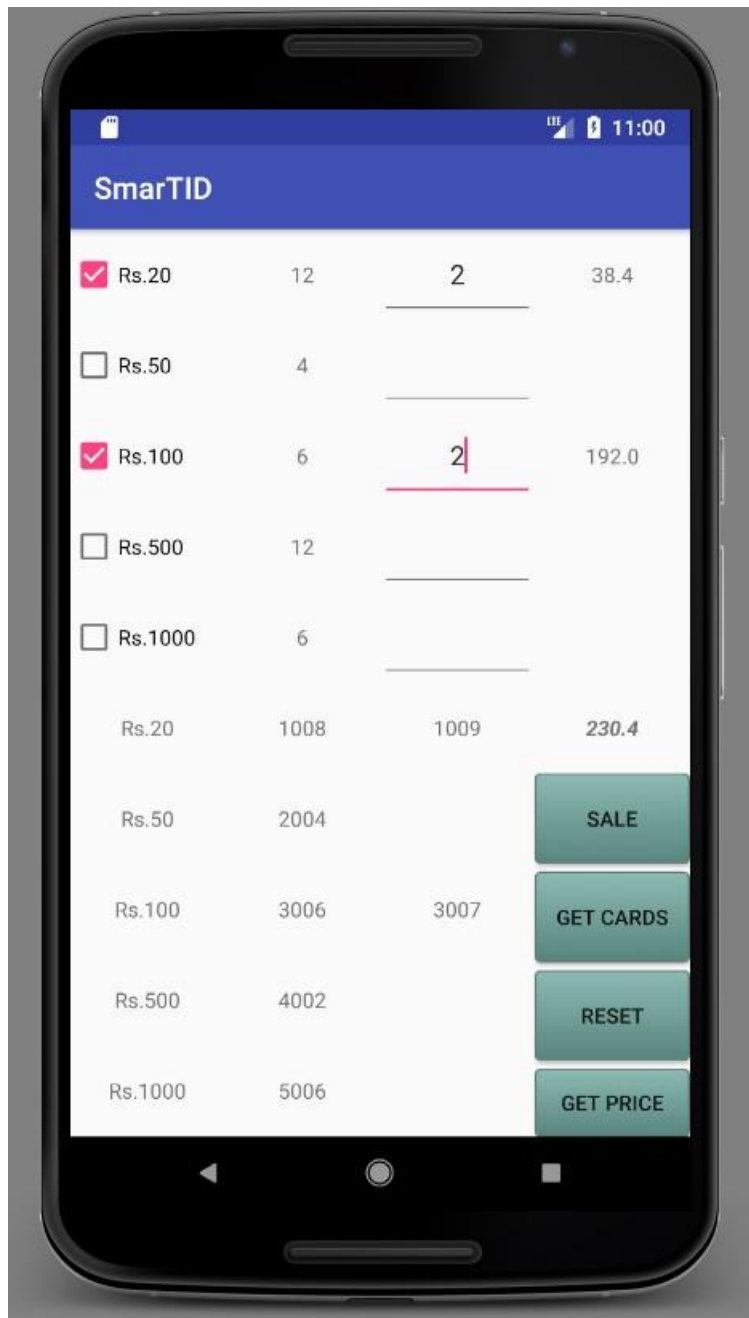 LTE 11:00
SmarTID
Rs.20 12 2 38.4
Rs.50 4
Rs.100 6 2 192.0
Rs.500 12
Rs.1000 6
Rs.20 1008 1009 230.4
Rs.50 2004 SALE
Rs.100 3006 3007 GET CARDS
Rs.500 4002 RESET
Rs.1000 5006 GET PRICE